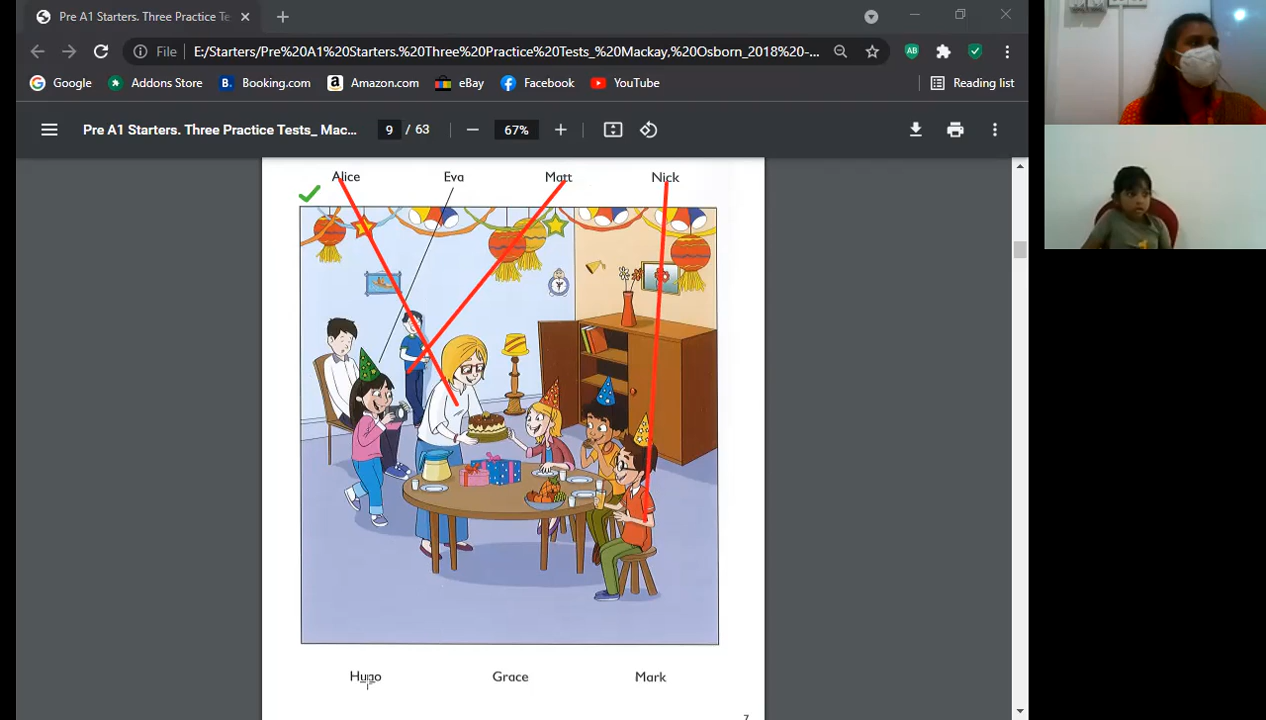 Pre A1 Starters. Three Practice Te
File E:/Starters/Pre%20A1%20Starters.%20Three%20Practice%20Tests_%20Mackay,%20Osborn_2018%20-...
AB
Google Addons Store B. Booking.com a Amazon.com eBay Facebook YouTube Reading list
Pre A1 Starters. Three Practice Tests_ Mac... 9 / 63 67%
Alice Eva Matt Nick
Hugo Grace Mark
7